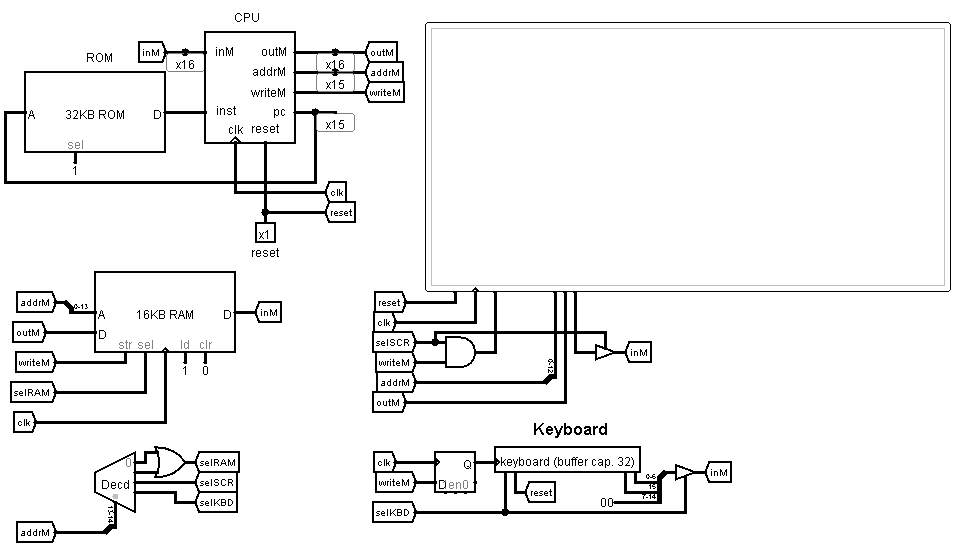 CPU
inM
x16
inM
outM
x16
outM
addrM
x15
addrM
writeM
writeM
inst
pc
x15
clk
reset
ROM
A
32KB ROM
D
sel
1
clk
reset
x1
reset
addrM
0-13
A
16KB RAM
D
inM
outM
D
str
sel
ld
clr
writeM
1
0
selRAM
clk
reset
clk
selSCR
writeM
addrM
0-12
outM
inM
0
Decd
selRAM
selSCR
selKBD
13-14
addrM
Keyboard
clk
Q
keyboard (buffer cap. 32)
writeM
D
en
0
reset
0-6
15
7-14
00
inM
selKBD